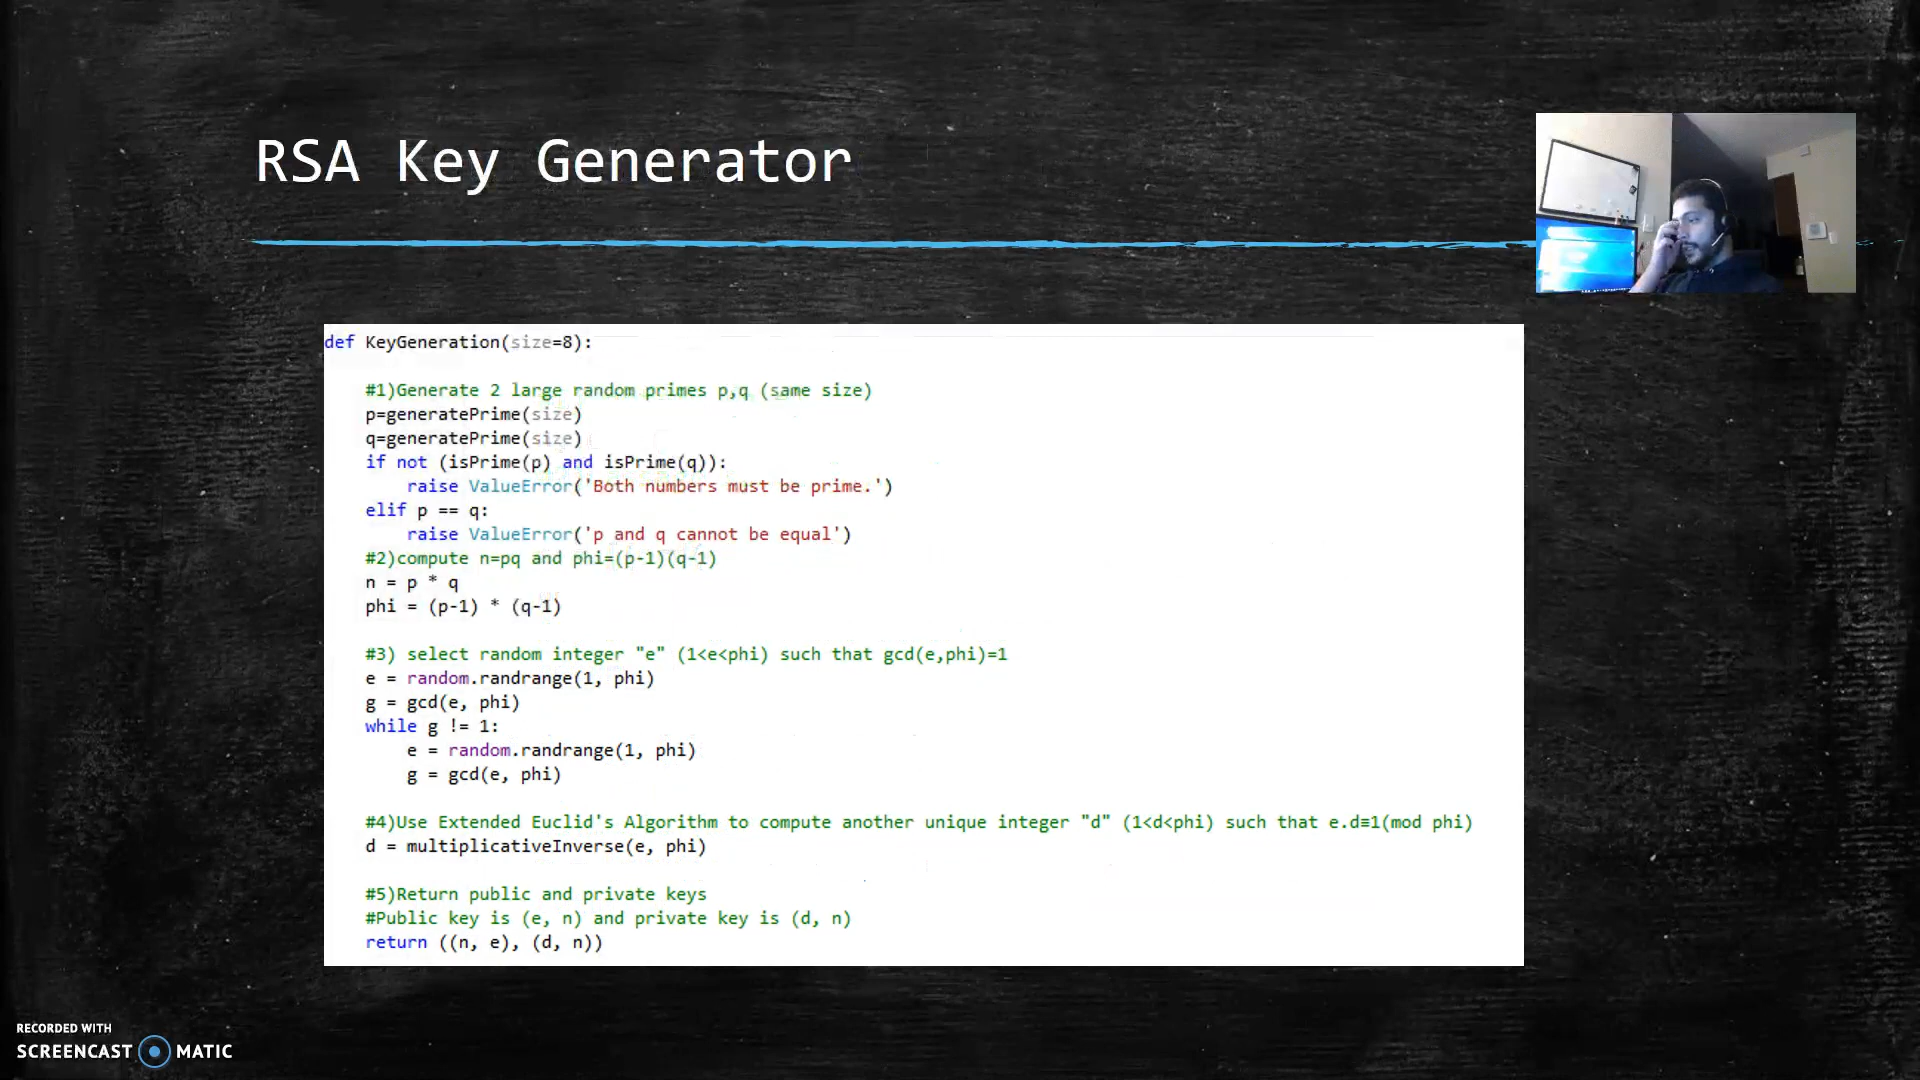 RSA Key Generator
def KeyGeneration(size=8):
#1)Generate 2 large random primes p,q (same size)
p=generatePrime(size)
q=generatePrime(size)
if not (isPrime(p) and isPrime(q)):
raise ValueError('Both numbers must be prime.')
elif p == q:
raise ValueError('p and q cannot be equal')
#2)compute n=pq and phi=(p-1)(q-1)
n = p * q
phi = (p-1) * (q-1)
#3) select random integer "e" (1<e<phi) such that gcd(e,phi)=1
e = random.randrange(1, phi)
g = gcd(e, phi)
while g != 1:
e = random.randrange(1, phi)
g = gcd(e, phi)
#4)Use Extended Euclid's Algorithm to compute another unique integer "d" (1<d<phi) such that e.d≡1(mod phi)
d = multiplicativeInverse(e, phi)
#5)Return public and private keys
#Public key is (e, n) and private key is (d, n)
return ((n, e), (d, n))
RECORDED WITH
SCREENCAST MATIC